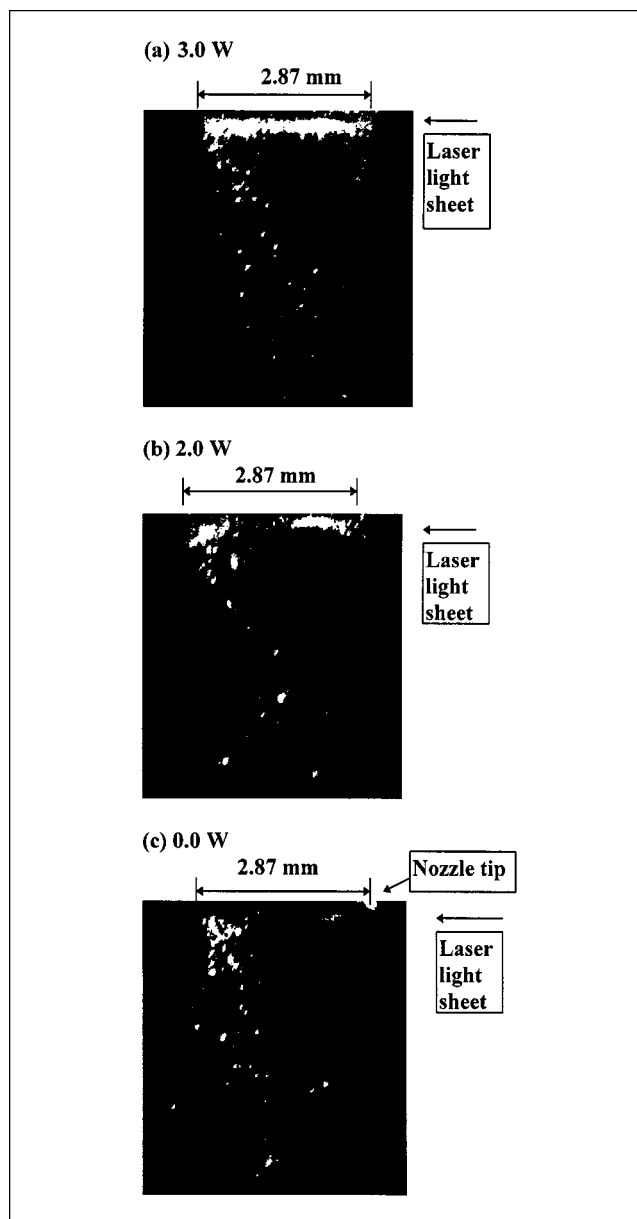 (a) 3.0 W
2.87 mm
Laser
light
sheet
(b) 2.0 W
2.87 mm
Laser
light
sheet
(c) 0.0 W
2.87 mm
Nozzle tip
Laser
light
sheet